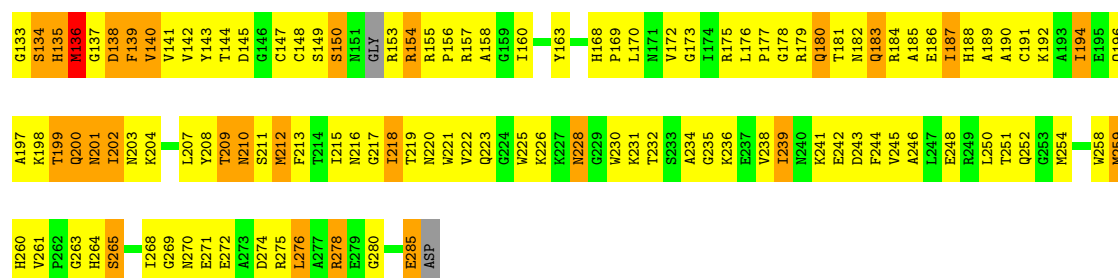 G133 S134 H135 M136 G137 D138 F139 V140 V141 V142 Y143 T144 D145 G146 C147 C148 S149 S150 N151 GLY R153 R154 R155 P156 R157 A158 G159 I160 Y163 H168 P169 L170 N171 V172 G173 I174 R175 L176 P177 G178 R179 Q180 T181 N182 Q183 R184 A185 E186 I187 H188 A189 A190 C191 K192 A193 I194 E195 Q196
A197 K198 T199 Q200 N201 I202 N203 K204 L207 Y208 T209 N210 S211 M212 F213 T214 I215 N216 G217 I218 T219 N220 W221 V222 Q223 G224 W225 K226 K227 N228 G229 W230 K231 T232 S233 A234 G235 K236 E237 V238 I239 N240 K241 E242 D243 F244 V245 A246 L247 E248 R249 L250 T251 Q252 G253 M254 W258 M259
H260 V261 P262 G263 H264 S265 I268 G269 N270 E271 E272 A273 D274 R275 L276 A277 R278 E279 G280 E285 ASP